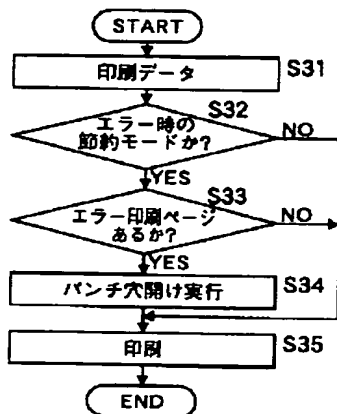 START
印刷データ
S31
S32
エラー時の
節約モードか?
NO
YES
S33
エラー印刷ページ
あるか?
NO
YES
パンチ穴開け実行
S34
印刷
S35
END